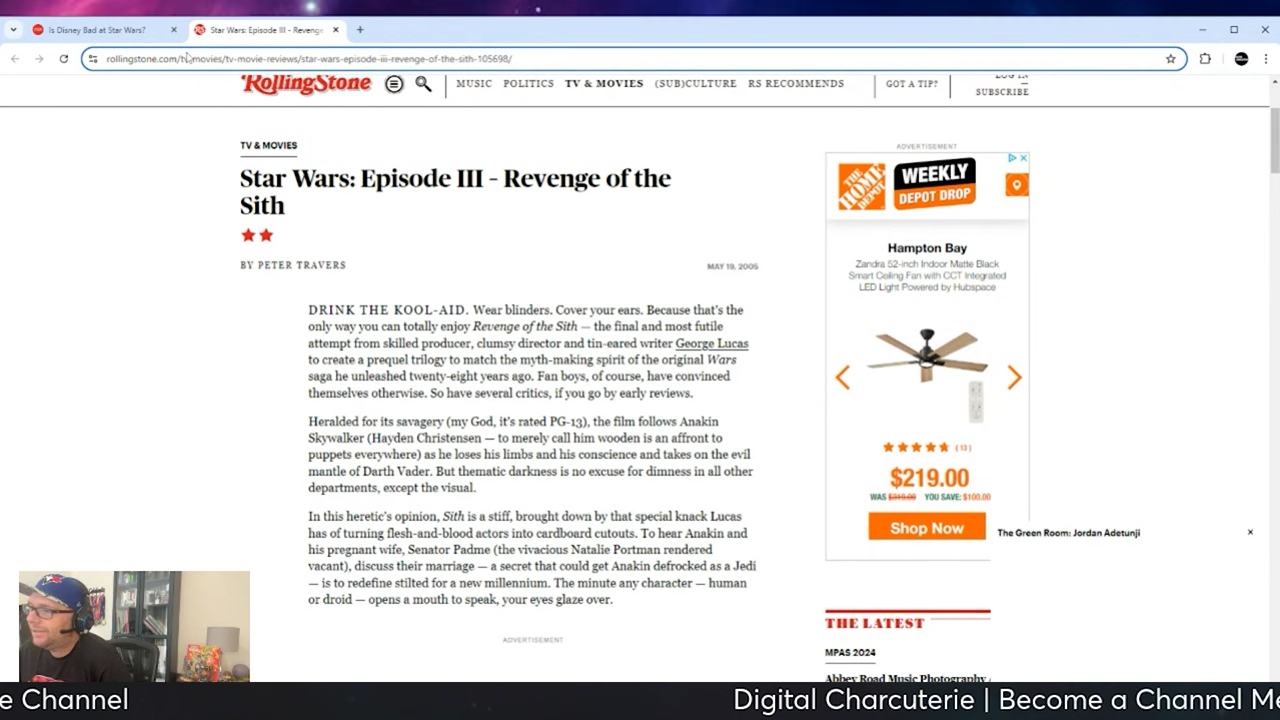 Is Disney Bad at Star Wars?
Star Wars: Episode III - Reveng
rollingstone.com/tv-movies/tv-movie-reviews/star-wars-episode-iii-revenge-of-the-sith-105698/
RollingStone
MUSIC POLITICS TV & MOVIES (SUB)CULTURE RS RECOMMENDS GOT A TIP?
LOG IN
SUBSCRIBE
TV & MOVIES
Star Wars: Episode III - Revenge of the
Sith
BY PETER TRAVERS
MAY 19, 2005
DRINK THE KOOL-AID. Wear blinders. Cover your ears. Because that's the
only way you can totally enjoy Revenge of the Sith — the final and most futile
attempt from skilled producer, clumsy director and tin-eared writer George Lucas
to create a prequel trilogy to match the myth-making spirit of the original Wars
saga he unleashed twenty-eight years ago. Fan boys, of course, have convinced
themselves otherwise. So have several critics, if you go by early reviews.
Heralded for its savagery (my God, it's rated PG-13), the film follows Anakin
Skywalker (Hayden Christensen — to merely call him wooden is an affront to
puppets everywhere) as he loses his limbs and his conscience and takes on the evil
mantle of Darth Vader. But thematic darkness is no excuse for dimness in all other
departments, except the visual.
In this heretic's opinion, Sith is a stiff, brought down by that special knack Lucas
has of turning flesh-and-blood actors into cardboard cutouts. To hear Anakin and
his pregnant wife, Senator Padme (the vivacious Natalie Portman rendered
vacant), discuss their marriage — a secret that could get Anakin defrocked as a Jedi
— is to redefine stilted for a new millennium. The minute any character — human
or droid — opens a mouth to speak, your eyes glaze over.
ADVERTISEMENT
ADVERTISEMENT
THE HOME DEPOT
WEEKLY
DEPOT DROP
Hampton Bay
Zandra 52-inch Indoor Matte Black
Smart Ceiling Fan with CCT Integrated
LED Light Powered by Hubspace
(13)
$219.00
WAS $319.00 YOU SAVE: $100.00
Shop Now
The Green Room: Jordan Adetunji
THE LATEST
MPAS 2024
Abbey Road Music Photography
e Channel
Digital Charcuterie | Become a Channel Me